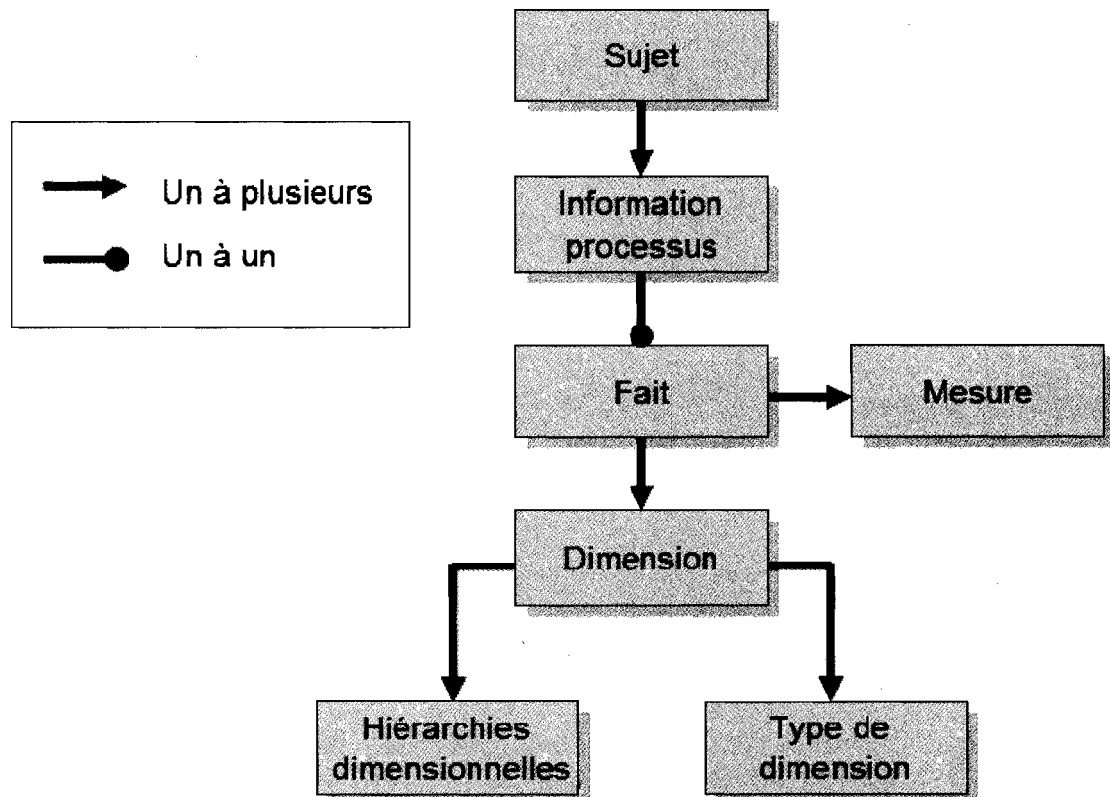 Sujet
Un à plusieurs
Un à un
Information
processus
Fait
Mesure
Dimension
Hiérarchies
dimensionnelles
Type de
dimension